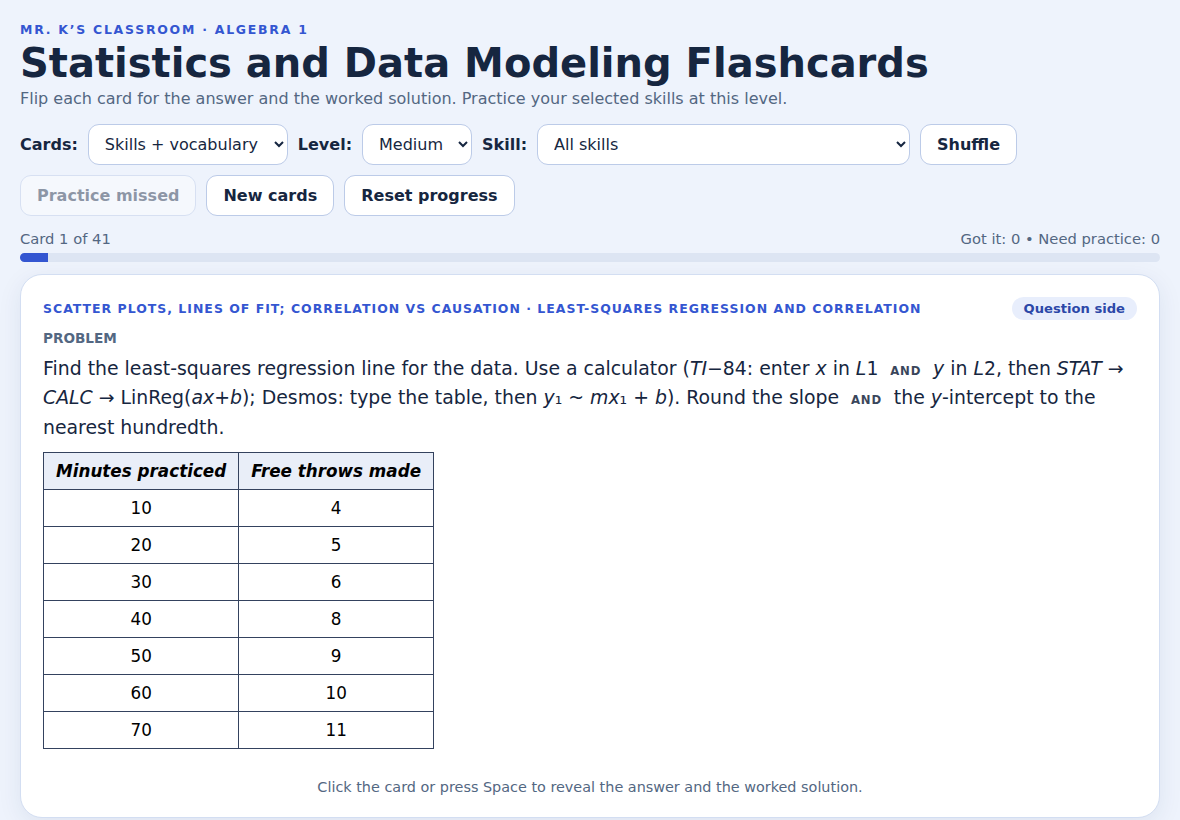 MR. K’S CLASSROOM · ALGEBRA 1
Statistics and Data Modeling Flashcards
Flip each card for the answer and the worked solution. Practice your selected skills at this level.
Cards: Skills + vocabulary Level: Medium Skill: All skills Shuffle
Practice missed New cards Reset progress
Card 1 of 41 Got it: 0 • Need practice: 0
SCATTER PLOTS, LINES OF FIT; CORRELATION VS CAUSATION · LEAST-SQUARES REGRESSION AND CORRELATION Question side
PROBLEM
Find the least-squares regression line for the data. Use a calculator (TI−84: enter x in L1 AND y in L2, then STAT →
CALC → LinReg(ax+b); Desmos: type the table, then y₁ ~ mx₁ + b). Round the slope AND the y-intercept to the
nearest hundredth.
Minutes practiced Free throws made
10 4
20 5
30 6
40 8
50 9
60 10
70 11
Click the card or press Space to reveal the answer and the worked solution.